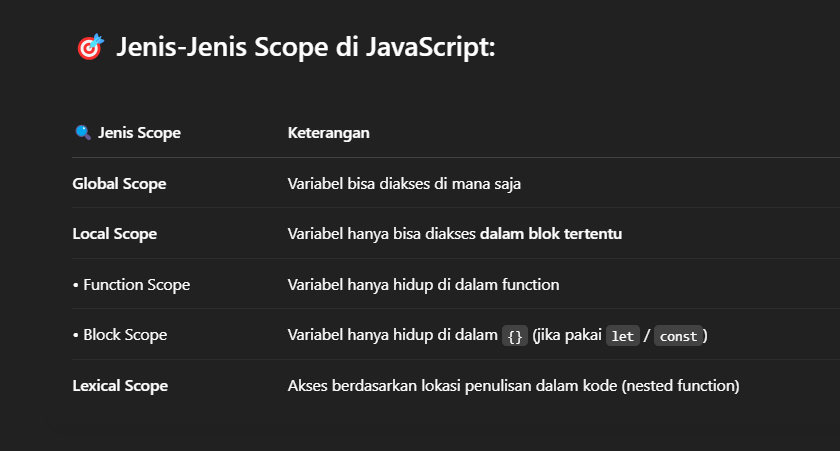 🎯 Jenis-Jenis Scope di JavaScript:
🔍 Jenis Scope Keterangan
Global Scope Variabel bisa diakses di mana saja
Local Scope Variabel hanya bisa diakses dalam blok tertentu
• Function Scope Variabel hanya hidup di dalam function
• Block Scope Variabel hanya hidup di dalam {} (jika pakai let / const)
Lexical Scope Akses berdasarkan lokasi penulisan dalam kode (nested function)